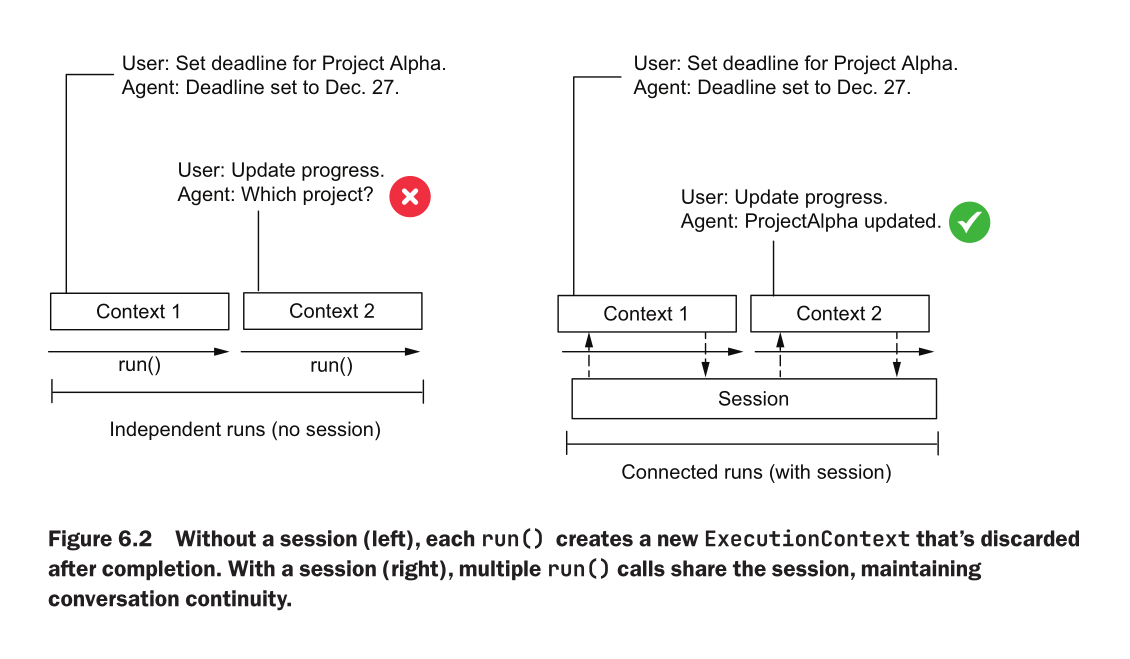 User: Set deadline for Project Alpha.
Agent: Deadline set to Dec. 27.
User: Update progress.
Agent: Which project?
Context 1
Context 2
run()
run()
Independent runs (no session)
User: Set deadline for Project Alpha.
Agent: Deadline set to Dec. 27.
User: Update progress.
Agent: ProjectAlpha updated.
Context 1
Context 2
Session
Connected runs (with session)
Figure 6.2 Without a session (left), each run() creates a new ExecutionContext that’s discarded
after completion. With a session (right), multiple run() calls share the session, maintaining
conversation continuity.